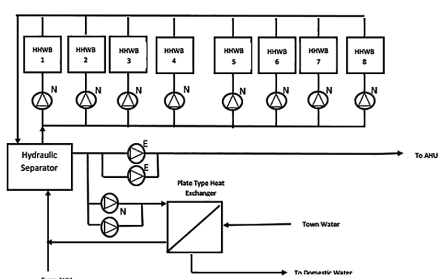 HHWB HHWB HHWB HHWB HHWB HHWB HHWB HHWB
1 2 3 4 5 6 7 8
N N N N N N N N
Hydraulic
Separator
E
E
To AHU
Plate Type Heat
Exchanger
N
Town Water
To Domestic Water